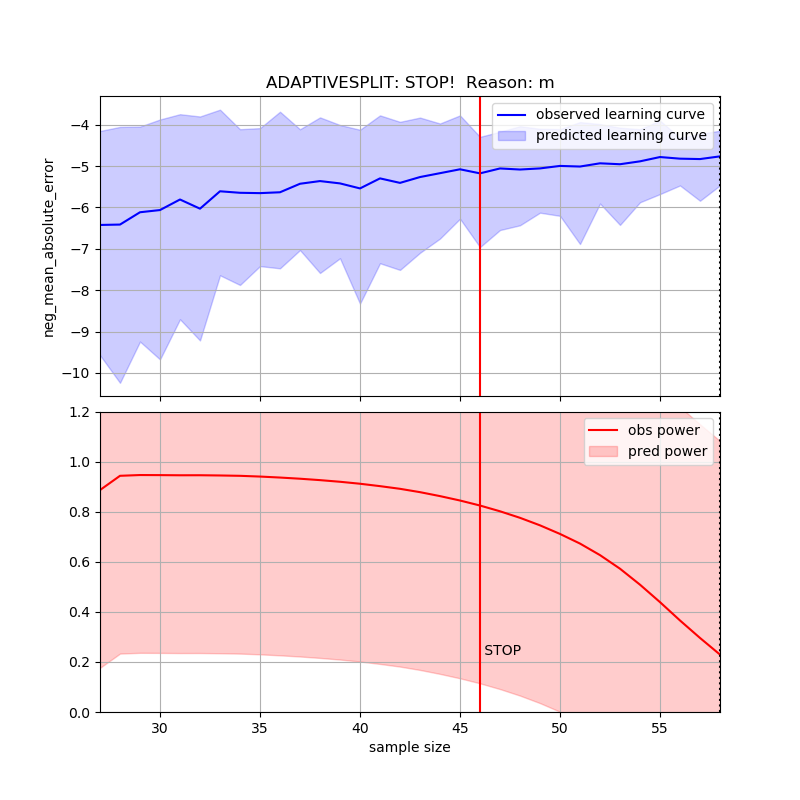 ADAPTIVESPLIT: STOP!  Reason: m
neg_mean_absolute_error
−4
−5
−6
−7
−8
−9
−10
observed learning curve
predicted learning curve
1.2
1.0
0.8
0.6
0.4
0.2
0.0
obs power
pred power
STOP
30 35 40 45 50 55
sample size